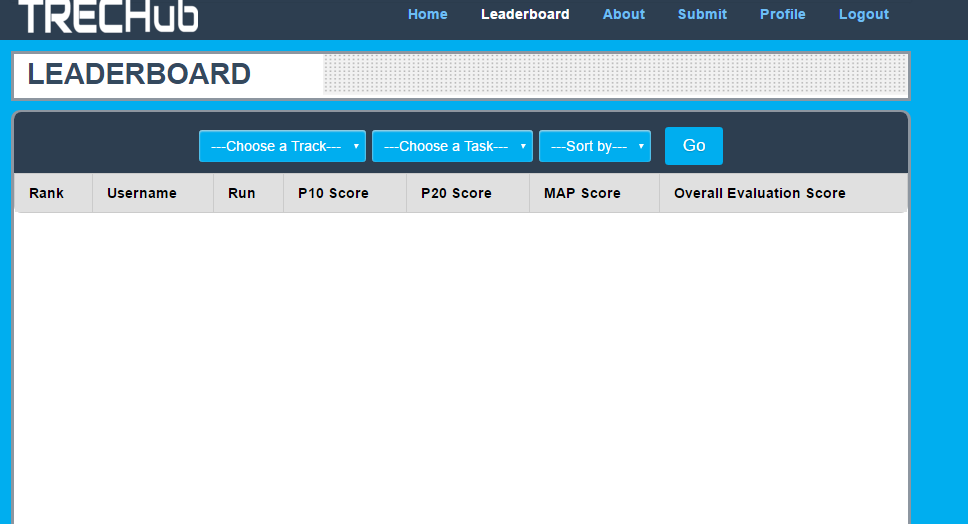 TRECHub Home Leaderboard About Submit Profile Logout
LEADERBOARD
---Choose a Track--- ---Choose a Task--- ---Sort by--- Go
Rank Username Run P10 Score P20 Score MAP Score Overall Evaluation Score